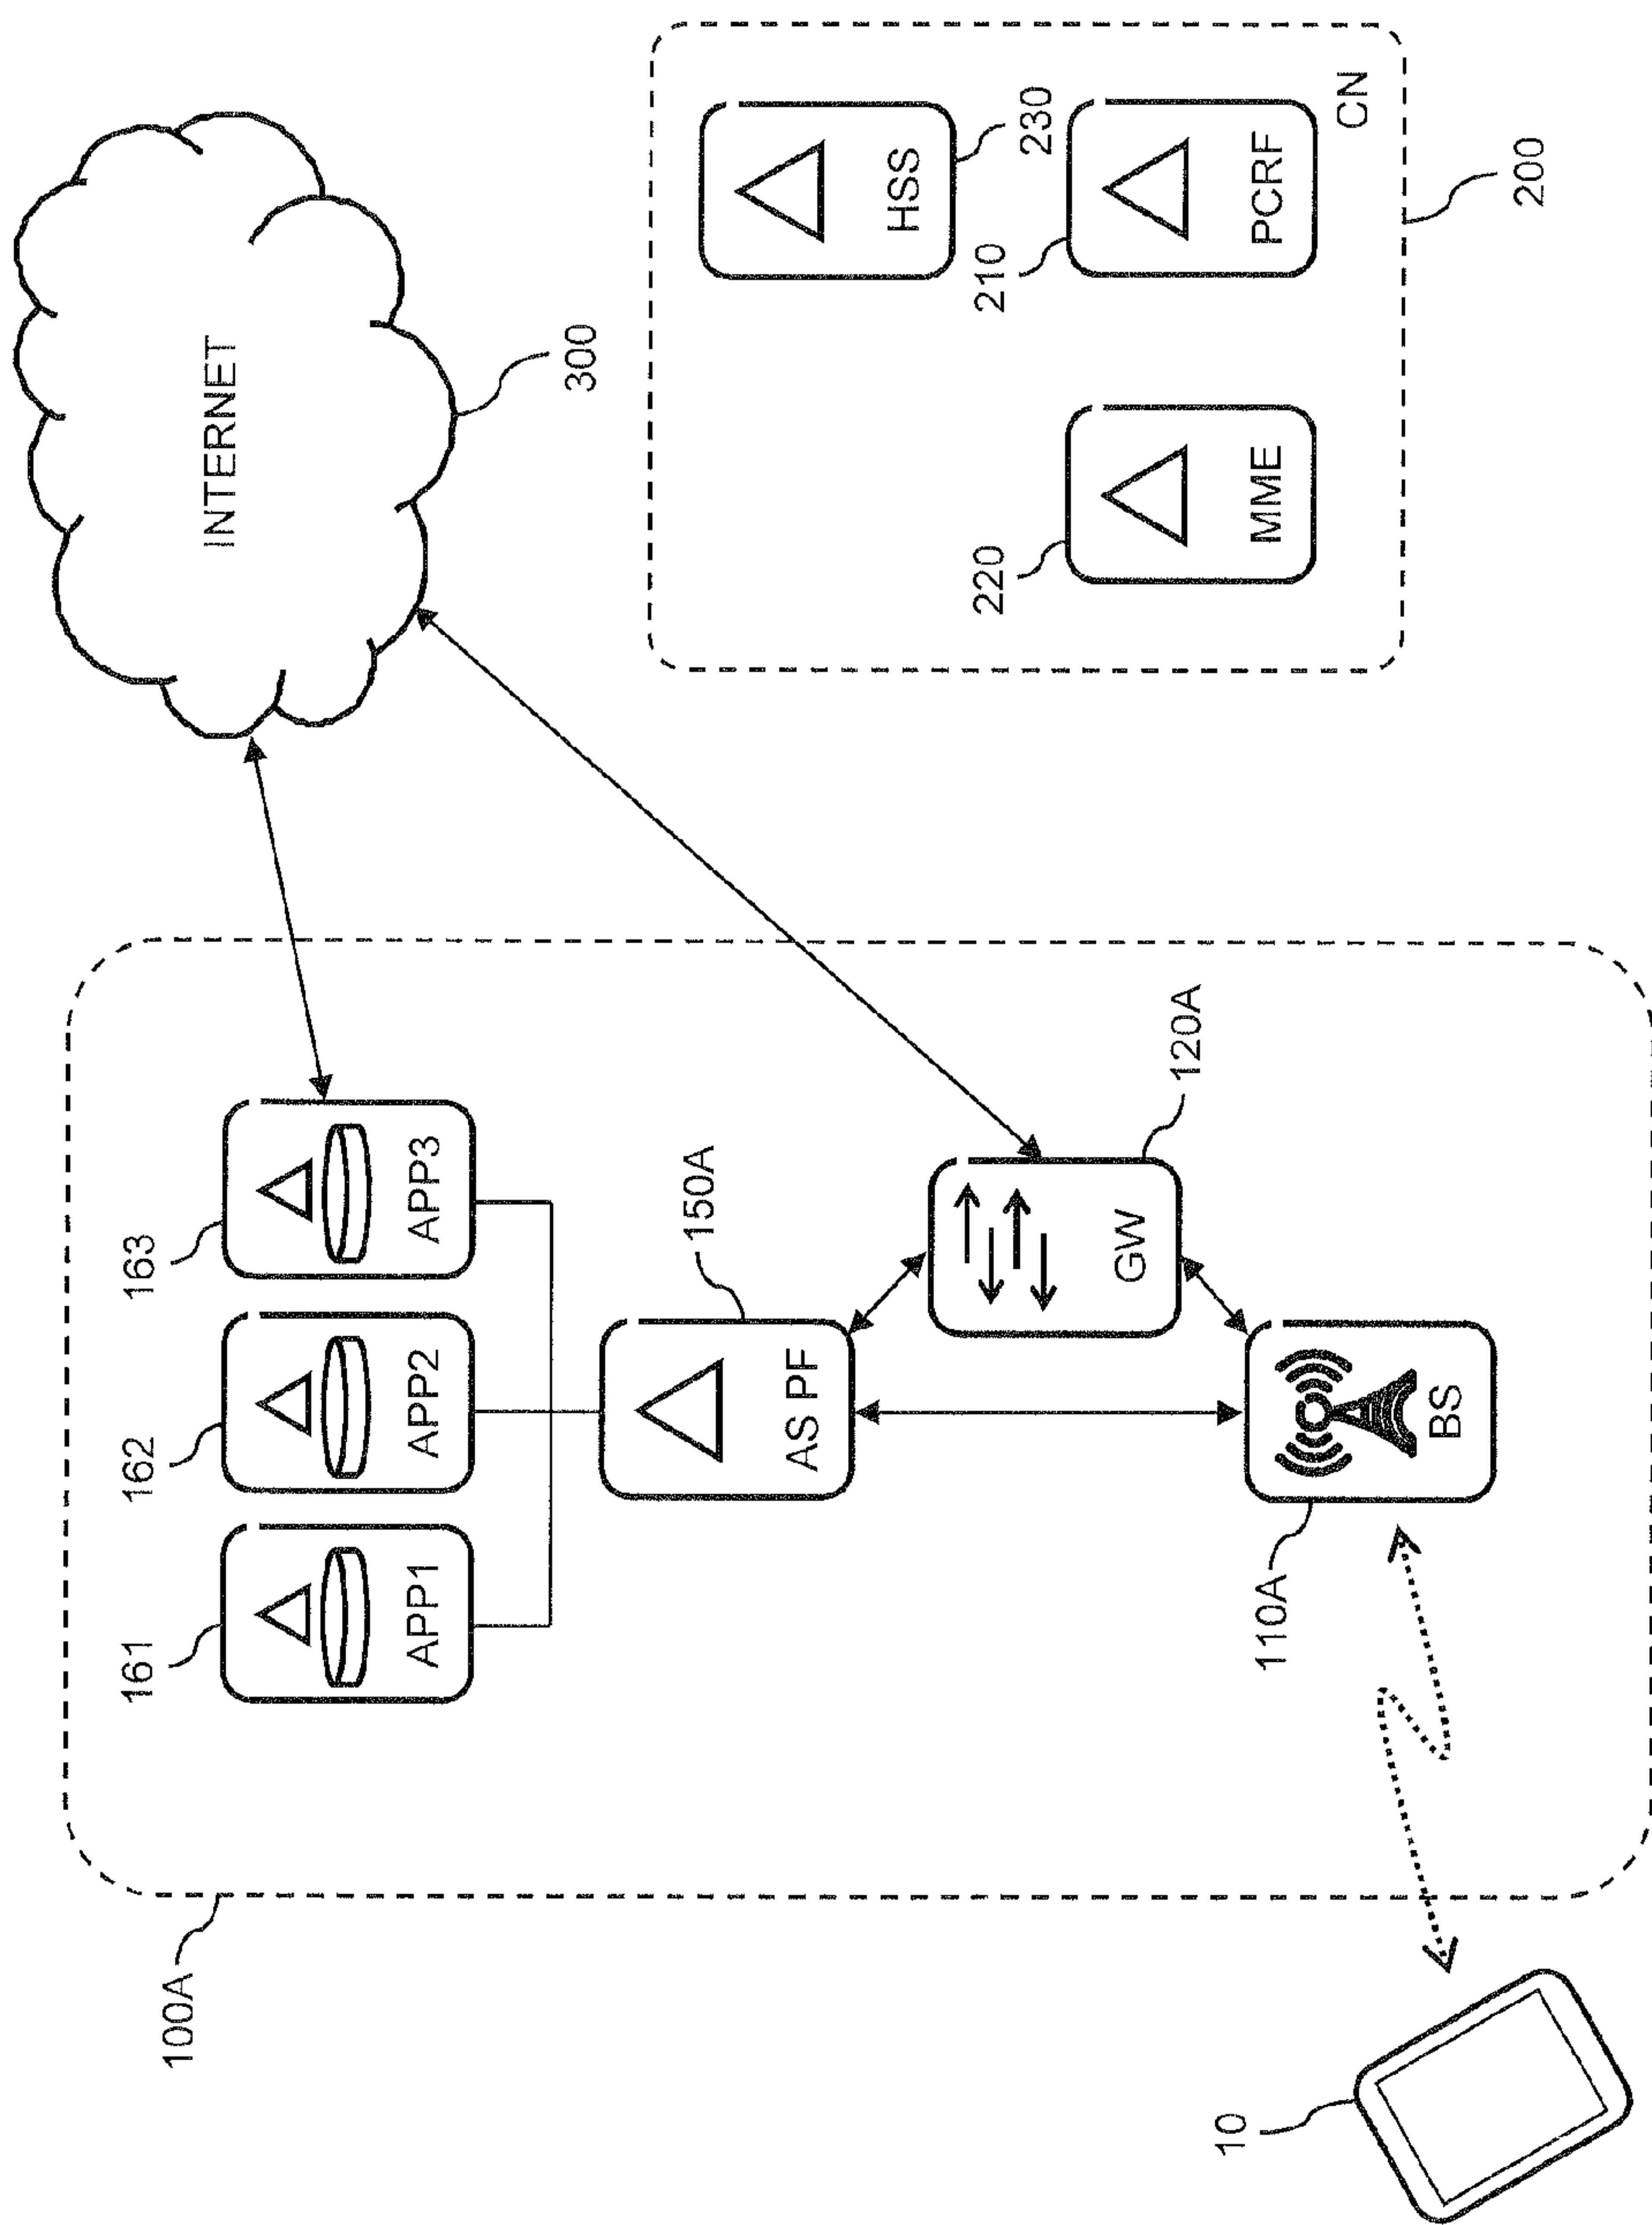 100A
161
APP1
162
APP2
163
APP3
INTERNET
300
150A
AS PF
GW
120A
HSS
230
210
PCRF
220
MME
CN
200
110A
BS
10